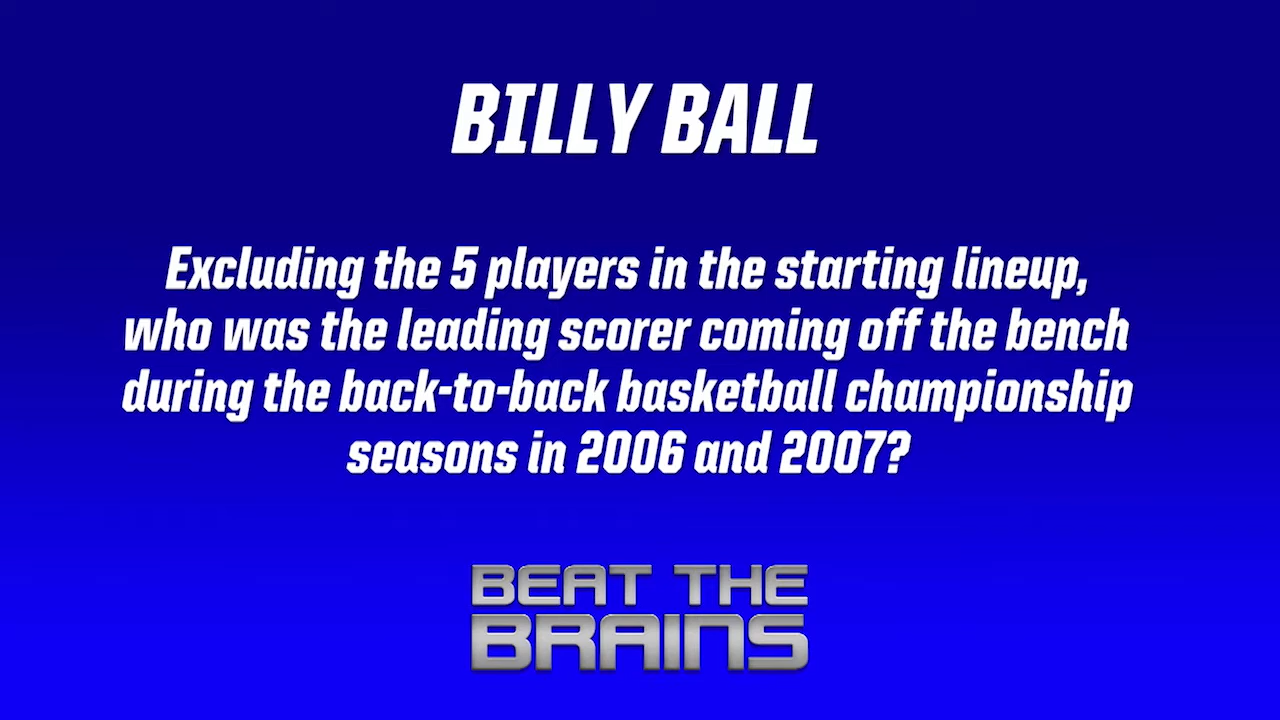 BILLY BALL
Excluding the 5 players in the starting lineup,
who was the leading scorer coming off the bench
during the back-to-back basketball championship
seasons in 2006 and 2007?
BEAT THE
BRAINS